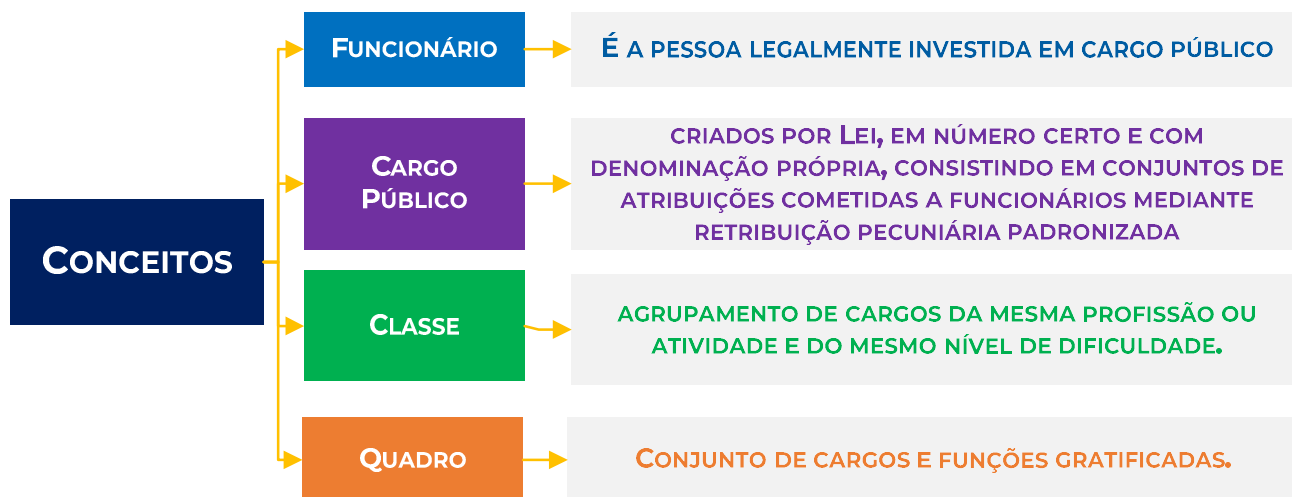 CONCEITOS
FUNCIONÁRIO
É A PESSOA LEGALMENTE INVESTIDA EM CARGO PÚBLICO
CARGO
PÚBLICO
CRIADOS POR LEI, EM NÚMERO CERTO E COM
DENOMINAÇÃO PRÓPRIA, CONSISTINDO EM CONJUNTOS DE
ATRIBUIÇÕES COMETIDAS A FUNCIONÁRIOS MEDIANTE
RETRIBUIÇÃO PECUNIÁRIA PADRONIZADA
CLASSE
AGRUPAMENTO DE CARGOS DA MESMA PROFISSÃO OU
ATIVIDADE E DO MESMO NÍVEL DE DIFICULDADE.
QUADRO
CONJUNTO DE CARGOS E FUNÇÕES GRATIFICADAS.